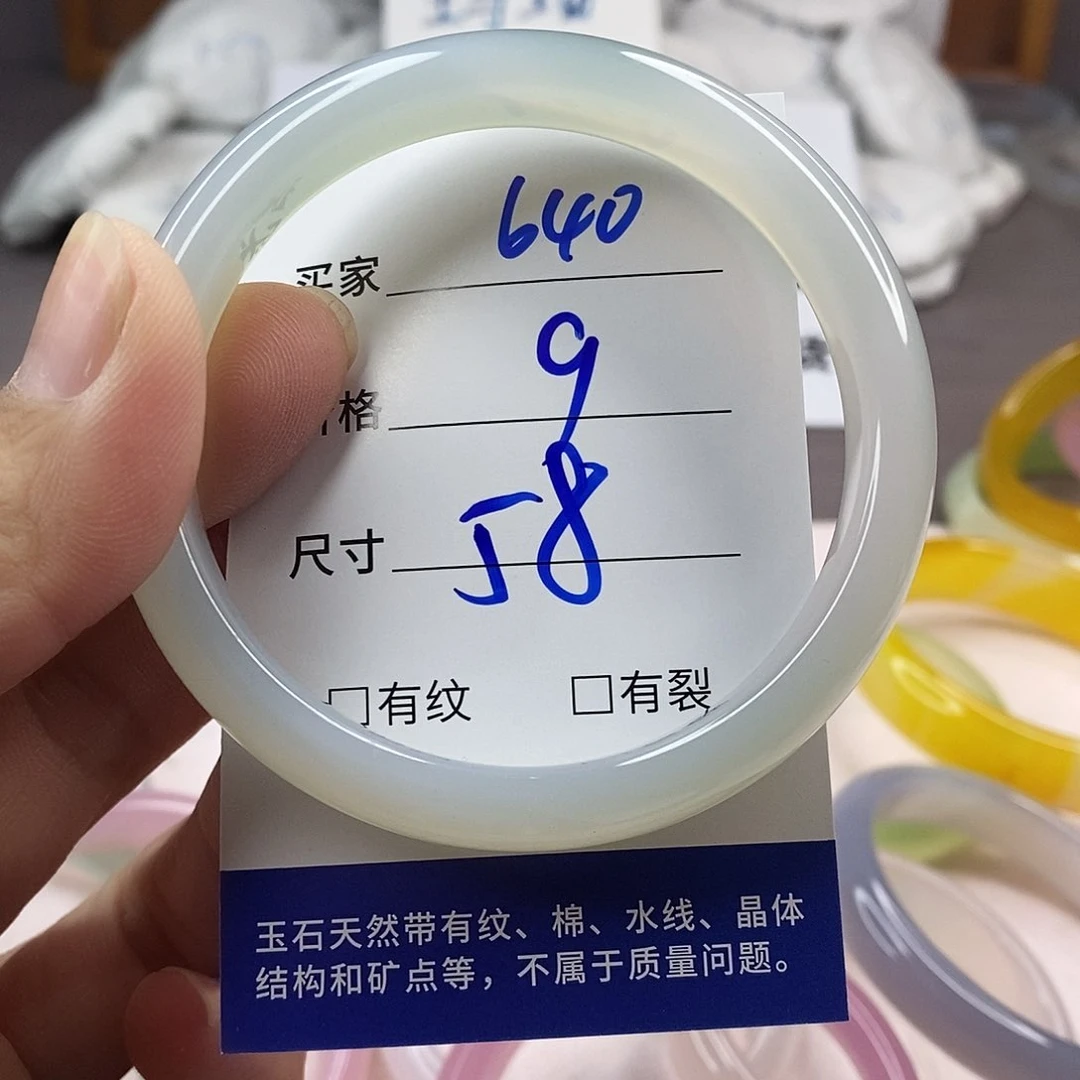 买家 640
格 9
尺寸 58
□有纹 □有裂
玉石天然带有纹、棉、水线、晶体
结构和矿点等，不属于质量问题。